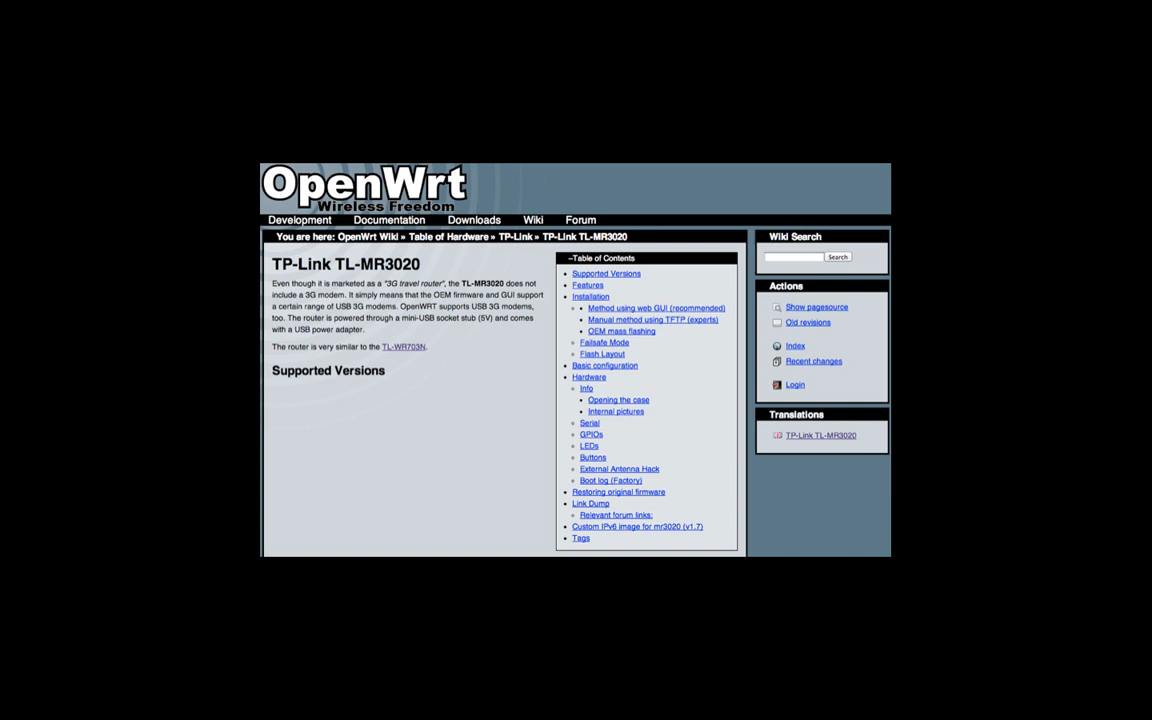 OpenWrt
Wireless Freedom
Development Documentation Downloads Wiki Forum
You are here: OpenWrt Wiki » Table of Hardware » TP-Link » TP-Link TL-MR3020
TP-Link TL-MR3020
Even though it is marketed as a "3G travel router", the TL-MR3020 does not
include a 3G modem. It simply means that the OEM firmware and GUI support
a certain range of USB 3G modems. OpenWRT supports USB 3G modems,
too. The router is powered through a mini-USB socket stub (5V) and comes
with a USB power adapter.
The router is very similar to the TL-WR703N.
Supported Versions
–Table of Contents
Supported Versions
Features
Installation
Method using web GUI (recommended)
Manual method using TFTP (experts)
OEM mass flashing
Failsafe Mode
Flash Layout
Basic configuration
Hardware
Info
Opening the case
Internal pictures
Serial
GPIOs
LEDs
Buttons
External Antenna Hack
Boot log (Factory)
Restoring original firmware
Link Dump
Relevant forum links:
Custom IPv6 image for mr3020 (v1.7)
Tags
Wiki Search
Search
Actions
Show pagesource
Old revisions
Index
Recent changes
Login
Translations
TP-Link TL-MR3020